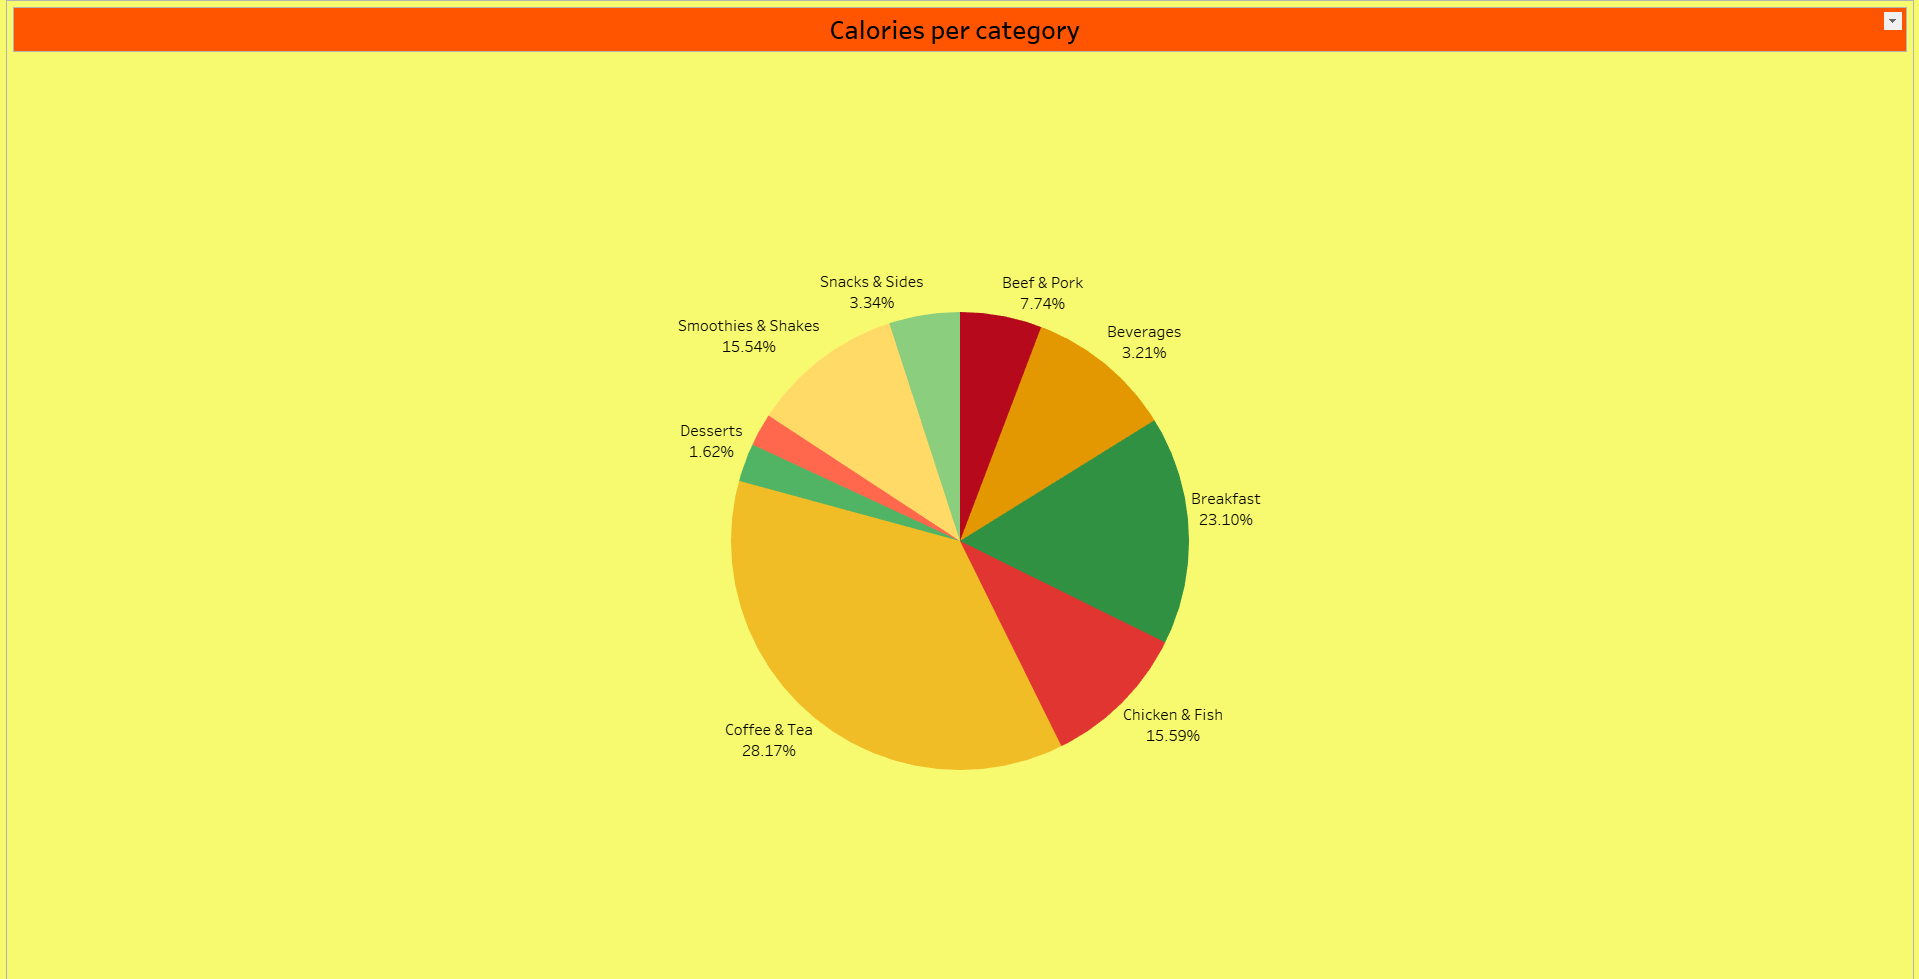 Calories per category
Snacks & Sides
3.34%
Beef & Pork
7.74%
Smoothies & Shakes
15.54%
Beverages
3.21%
Desserts
1.62%
Breakfast
23.10%
Coffee & Tea
28.17%
Chicken & Fish
15.59%